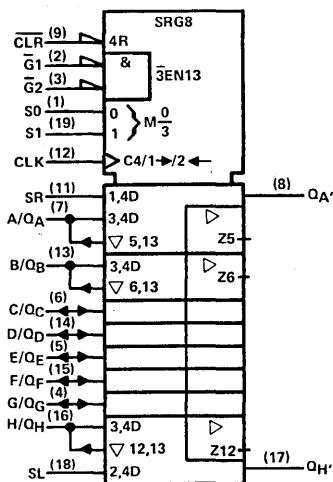 SRG8
CLR (9) 4R
G1 (2) &
3EN13
G2 (3)
S0 (1) 0 M 0/3
S1 (19) 1
CLK (12) C4/1→/2←
SR (11) 1,4D (8) QA'
A/QA (7) 3,4D
5,13 Z5
B/QB (13) 3,4D
6,13 Z6
C/QC (6)
D/QD (14)
E/QE (5)
F/QF (15)
G/QG (4)
H/QH (16) 3,4D
12,13 Z12
SL (18) 2,4D (17) QH'